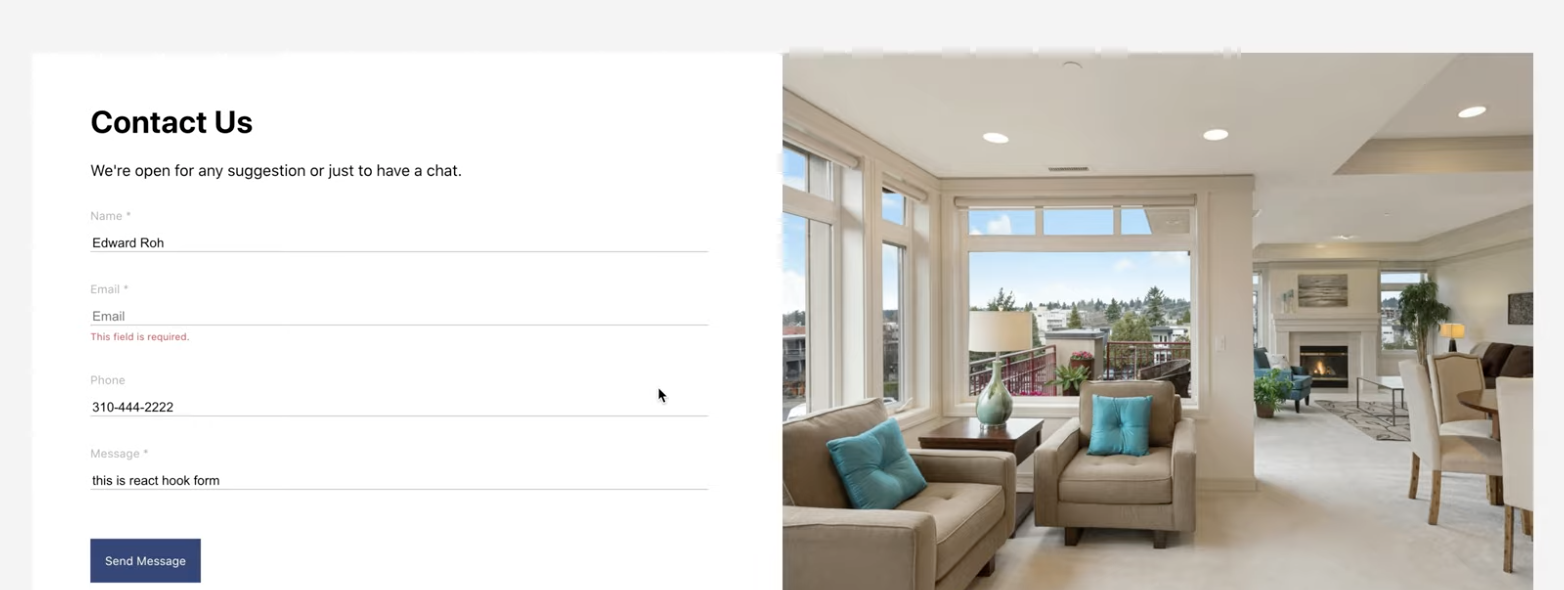 Contact Us
We're open for any suggestion or just to have a chat.
Name *
Edward Roh
Email *
Email
This field is required.
Phone
310-444-2222
Message *
this is react hook form
Send Message